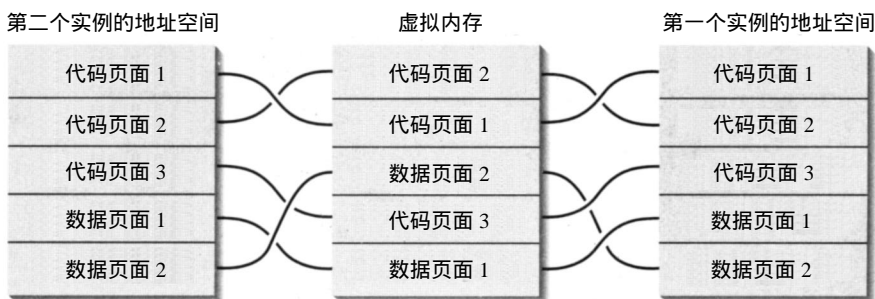 第二个实例的地址空间 虚拟内存 第一个实例的地址空间
代码页面 1 代码页面 2 代码页面 1
代码页面 2 代码页面 1 代码页面 2
代码页面 3 数据页面 2 代码页面 3
数据页面 1 代码页面 3 数据页面 1
数据页面 2 数据页面 1 数据页面 2